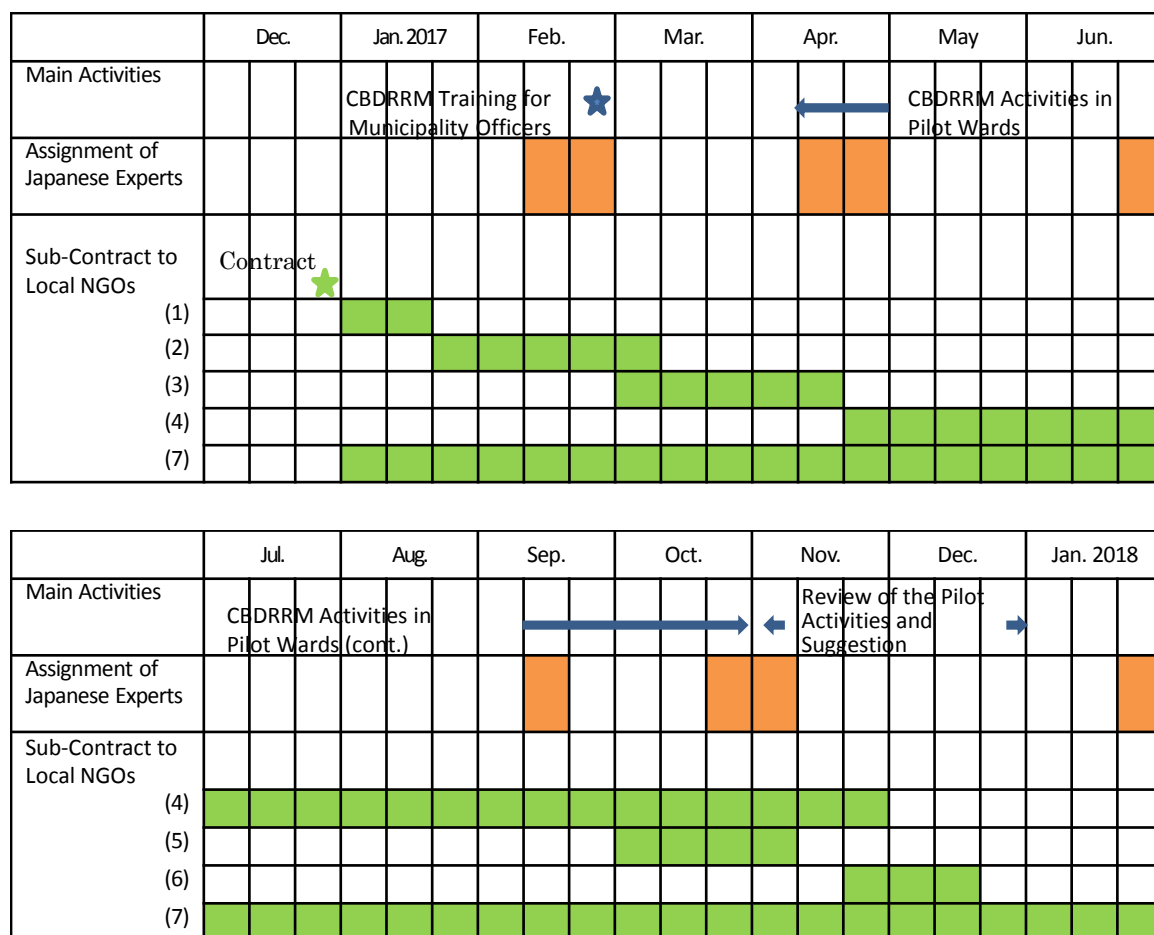 Dec. Jan. 2017 Feb. Mar. Apr. May Jun.
Main Activities
CBDRRM Training for
Municipality Officers
CBDRRM Activities in
Pilot Wards
Assignment of
Japanese Experts
Sub-Contract to
Local NGOs
Contract
(1)
(2)
(3)
(4)
(7)
Jul. Aug. Sep. Oct. Nov. Dec. Jan. 2018
Main Activities
CBDRRM Activities in
Pilot Wards (cont.)
Review of the Pilot
Activities and
Suggestion
Assignment of
Japanese Experts
Sub-Contract to
Local NGOs
(4)
(5)
(6)
(7)